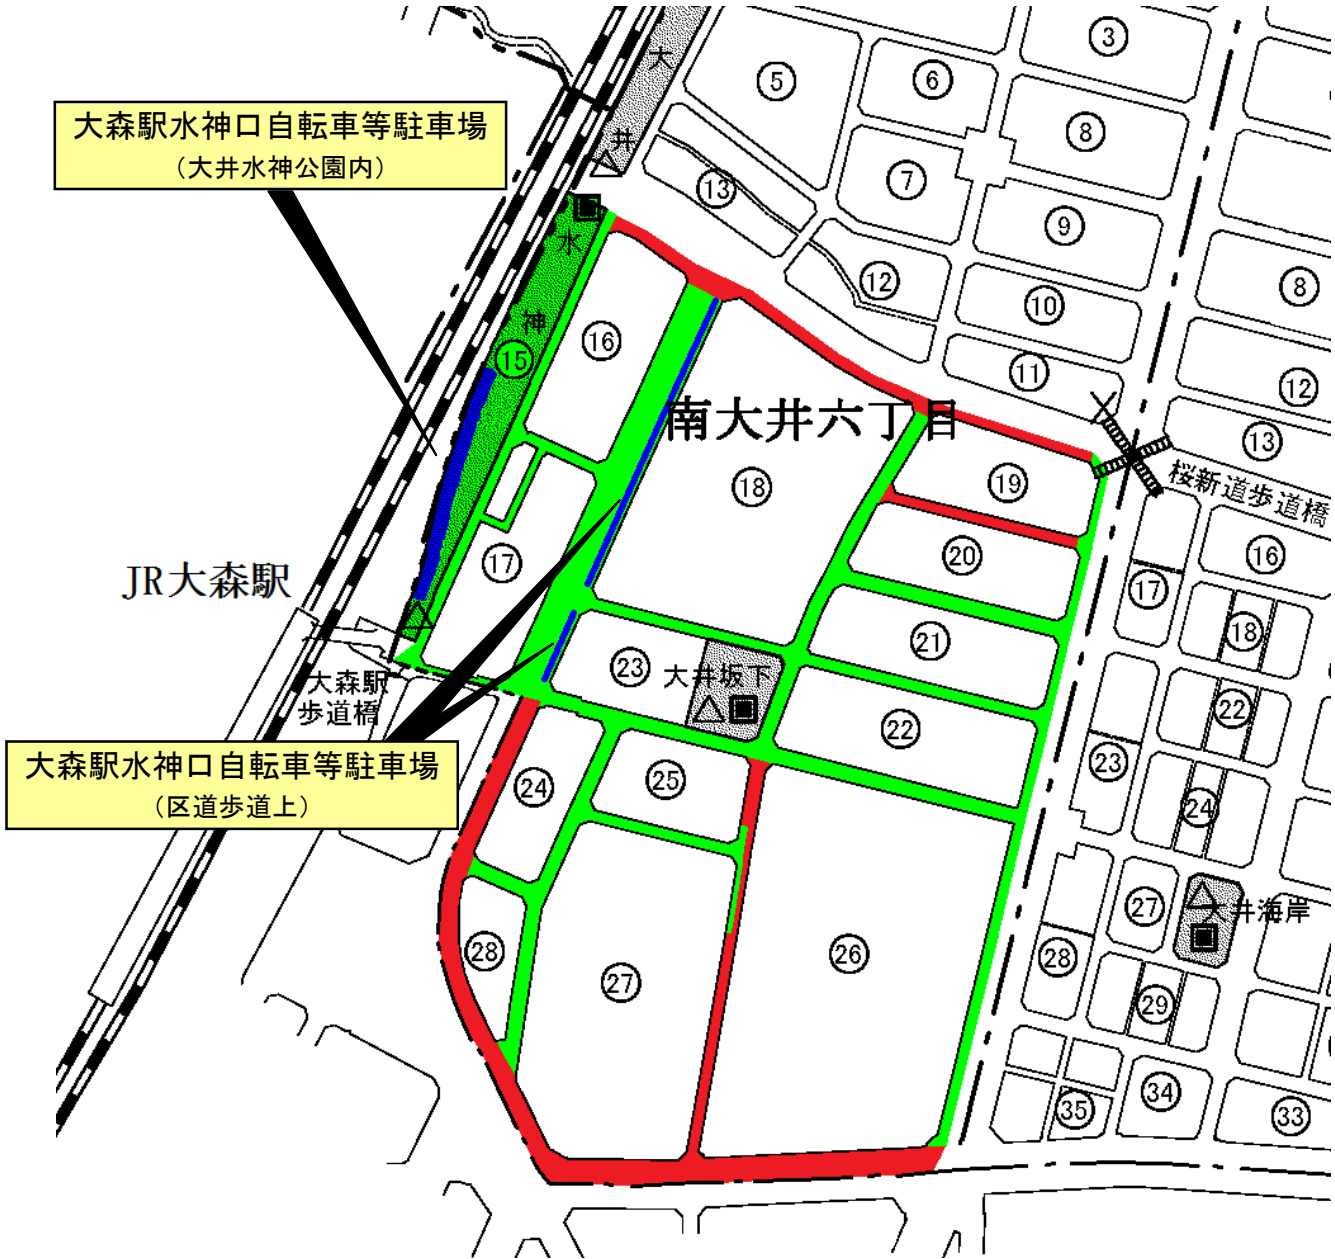 大
井
③
⑤
⑥
⑧
大森駅水神口自転車等駐車場
（大井水神公園内）
⑬
⑦
⑨
水
⑫
⑩
⑧
神
⑮
⑯
⑪
⑫
南大井六丁目
⑬
桜新道歩道橋
⑱
⑲
⑯
⑳
⑰
JR大森駅
⑰
⑱
㉑
㉓
大井坂下
大森駅
歩道橋
㉒
㉒
大森駅水神口自転車等駐車場
（区道歩道上）
㉔
㉕
㉓
㉔
㉗
大井海岸
㉘
㉗
㉖
㉘
㉙
㉟
㉞
㉝